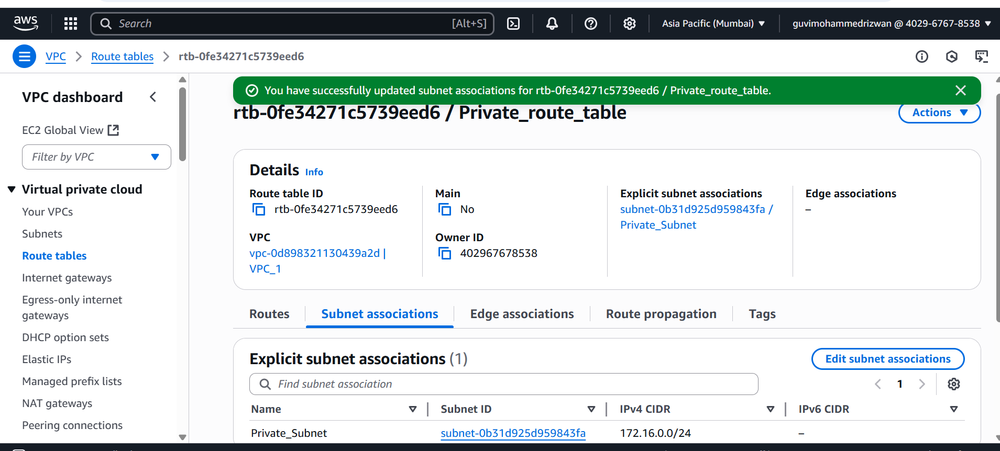 aws
Search
[Alt+S]
Asia Pacific (Mumbai)
guvimohammedrizwan @ 4029-6767-8538
VPC
Route tables
rtb-0fe34271c5739eed6
VPC dashboard
EC2 Global View
Filter by VPC
Virtual private cloud
Your VPCs
Subnets
Route tables
Internet gateways
Egress-only internet
gateways
DHCP option sets
Elastic IPs
Managed prefix lists
NAT gateways
Peering connections
You have successfully updated subnet associations for rtb-0fe34271c5739eed6 / Private_route_table.
rtb-0fe34271c5739eed6 / Private_route_table
Actions
Details Info
Route table ID
rtb-0fe34271c5739eed6
Main
No
Explicit subnet associations
subnet-0b31d925d959843fa /
Private_Subnet
Edge associations
–
VPC
vpc-0d898321130439a2d |
VPC_1
Owner ID
402967678538
Routes
Subnet associations
Edge associations
Route propagation
Tags
Explicit subnet associations (1)
Edit subnet associations
Find subnet association
1
Name
Subnet ID
IPv4 CIDR
IPv6 CIDR
Private_Subnet
subnet-0b31d925d959843fa
172.16.0.0/24
–